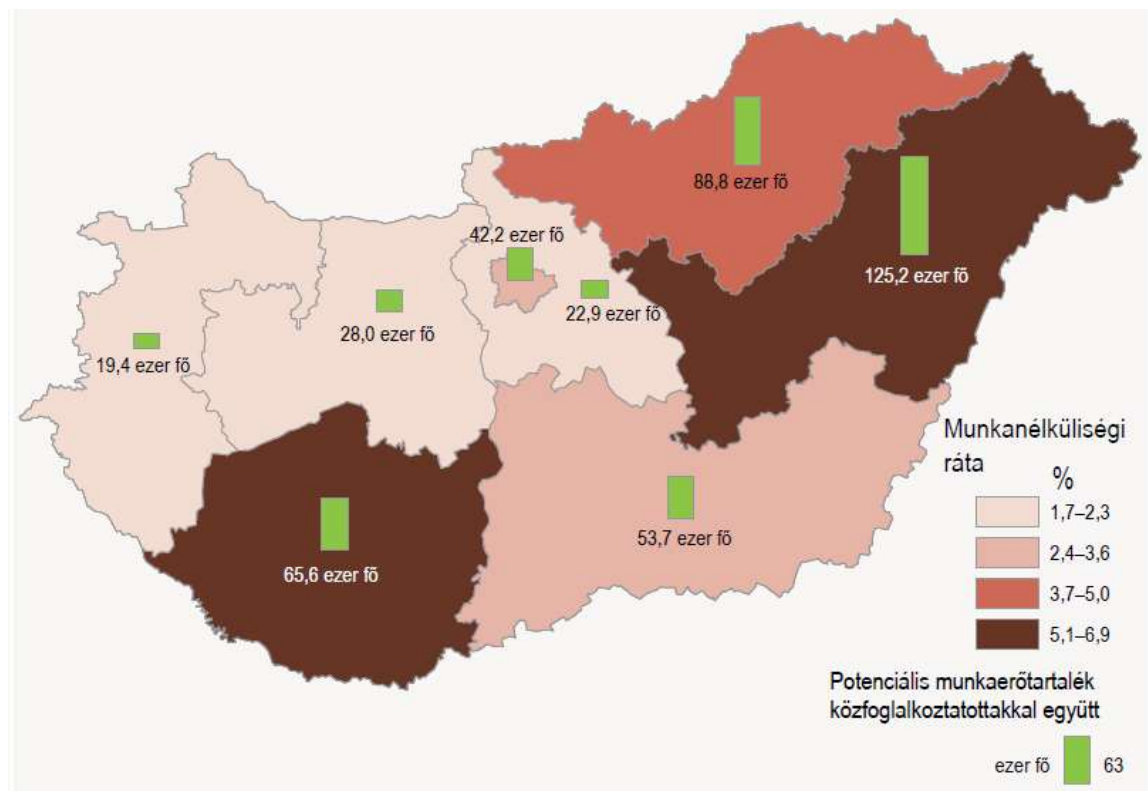 88,8 ezer fő
42,2 ezer fő
125,2 ezer fő
22,9 ezer fő
28,0 ezer fő
19,4 ezer fő
53,7 ezer fő
65,6 ezer fő
Munkanélküliségi
ráta
%
1,7–2,3
2,4–3,6
3,7–5,0
5,1–6,9
Potenciális munkaerőtartalék
közfoglalkoztatottakkal együtt
ezer fő 63